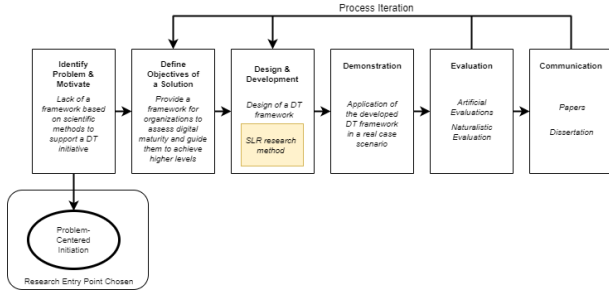 Process Iteration
Identify
Problem &
Motivate
Lack of a
framework based
on scientific
methods to
support a DT
initiative
Define
Objectives of
a Solution
Provide a
framework for
organizations to
assess digital
maturity and guide
them to achieve
higher levels
Design &
Development
Design of a DT
framework
SLR research
method
Demonstration
Application of
the developed
DT framework
in a real case
scenario
Evaluation
Artificial
Evaluations
Naturalistic
Evaluation
Communication
Papers
Dissertation
Problem-
Centered
Initiation
Research Entry Point Chosen